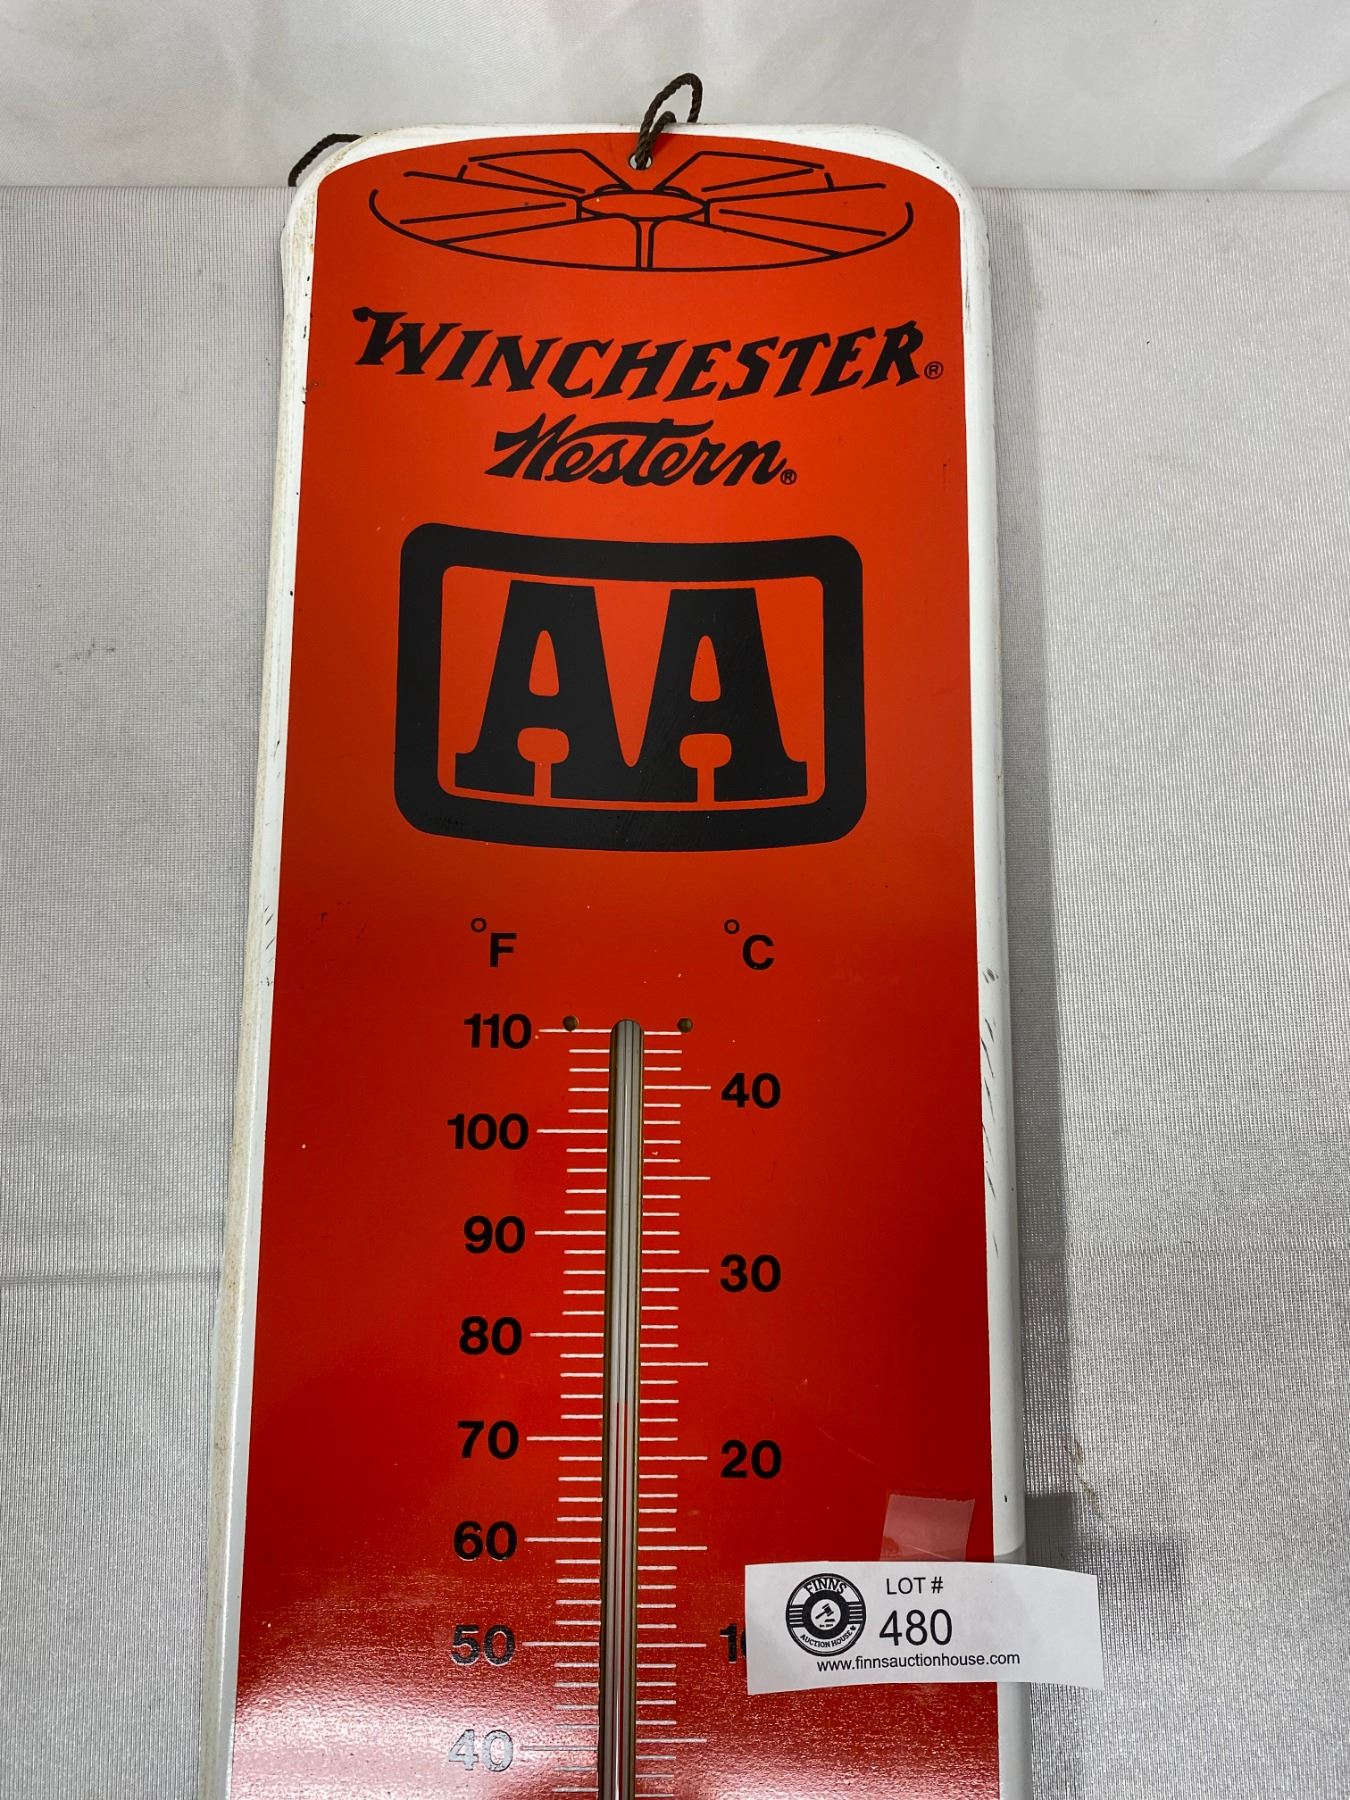 WINCHESTER®
Western®
AA
°F °C
110
40
100
90
30
80
70
20
60
50
40
FINNS
AUCTION HOUSE
LOT #
480
www.finnsauctionhouse.com